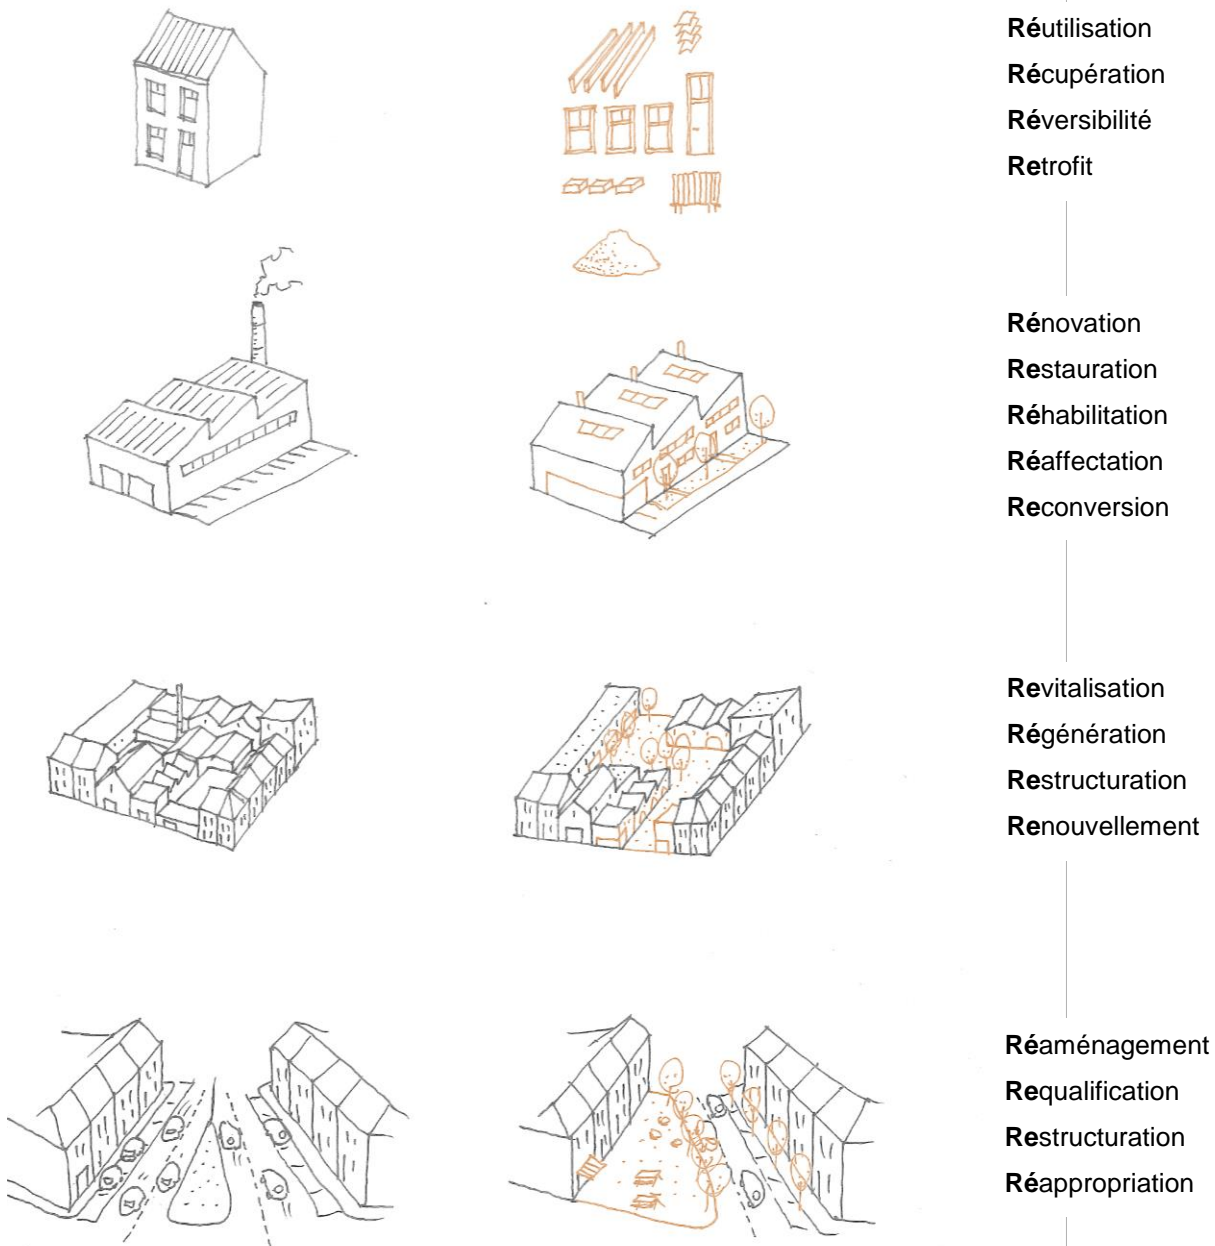 Réutilisation
Récupération
Réversibilité
Retrofit
Rénovation
Restauration
Réhabilitation
Réaffectation
Reconversion
Revitalisation
Régénération
Restructuration
Renouvellement
Réaménagement
Requalification
Restructuration
Réappropriation